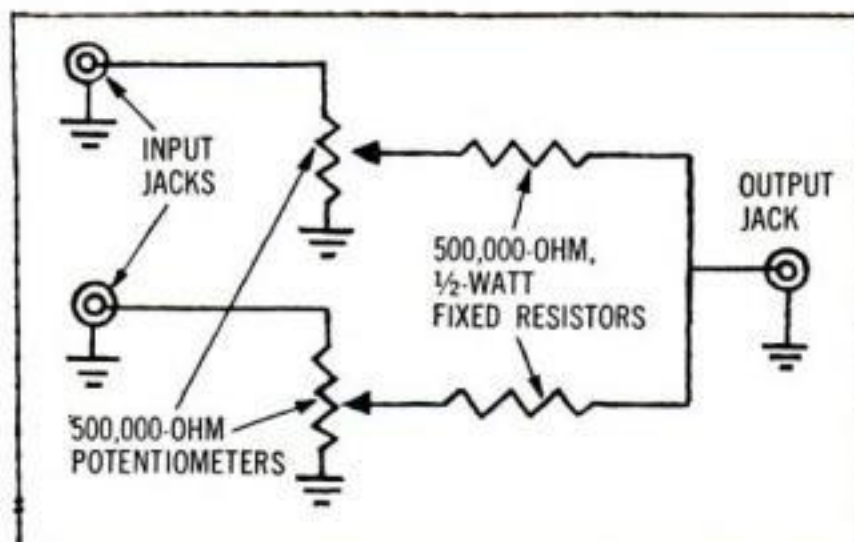 INPUT
JACKS
OUTPUT
JACK
500,000-OHM,
½-WATT
FIXED RESISTORS
500,000-OHM
POTENTIOMETERS